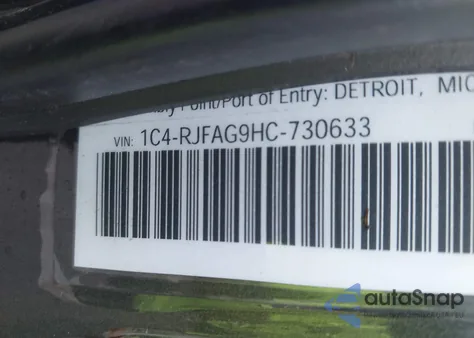 Point/Port of Entry: DETROIT, MIC
VIN: 1C4-RJFAG9HC-730633
autoSnap